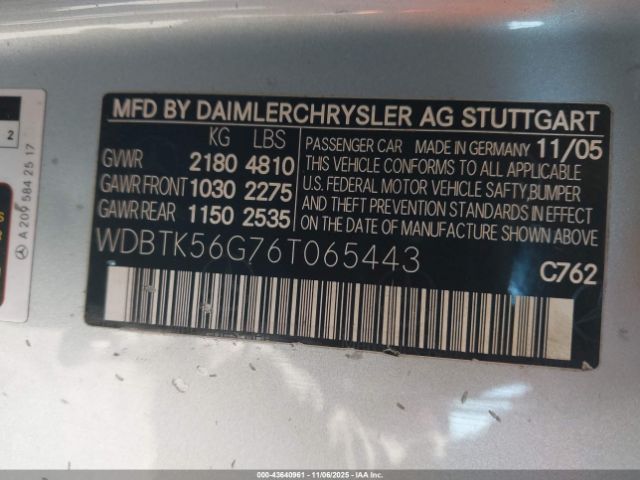 MFD BY DAIMLERCHRYSLER AG STUTTGART
KG LBS
GVWR 2180 4810
GAWR FRONT 1030 2275
GAWR REAR 1150 2535
PASSENGER CAR MADE IN GERMANY 11/05
THIS VEHICLE CONFORMS TO ALL APPLICABLE
U.S. FEDERAL MOTOR VEHICLE SAFTY,BUMPER,
AND THEFT PREVENTION STANDARDS IN EFFECT
ON THE DATE OF MANUFACTURE SHOWN ABOVE.
WDBTK56G76T065443
C762
2
A 209 584 25 17
000-43640961 - 11/06/2025 - IAAI.COM